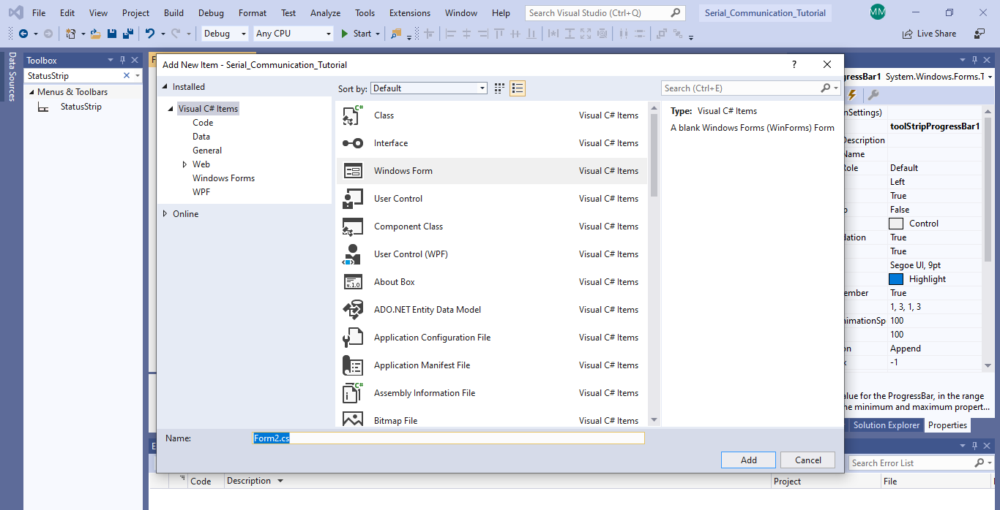 File Edit View Project Build Debug Format Test Analyze Tools Extensions Window Help Search Visual Studio (Ctrl+Q) Serial_Communication_Tutorial MM
Debug Any CPU Start Live Share
Data Sources
Toolbox
StatusStrip
Menus & Toolbars
StatusStrip
Add New Item - Serial_Communication_Tutorial ?
Installed
Sort by: Default
Search (Ctrl+E)
Visual C# Items
Code
Data
General
Web
Windows Forms
WPF
Online
Class Visual C# Items
Interface Visual C# Items
Windows Form Visual C# Items
User Control Visual C# Items
Component Class Visual C# Items
User Control (WPF) Visual C# Items
About Box Visual C# Items
ADO.NET Entity Data Model Visual C# Items
Application Configuration File Visual C# Items
Application Manifest File Visual C# Items
Assembly Information File Visual C# Items
Bitmap File Visual C# Items
Type: Visual C# Items
A blank Windows Forms (WinForms) Form
Name: Form2.cs
Add Cancel
gressBar1 System.Windows.Forms.T
nSettings)
toolStripProgressBar1
Description
Name
Role Default
Left
True
False
Control
lation True
True
Segoe UI, 9pt
Highlight
ember True
1, 3, 1, 3
nimationSp 100
100
on Append
-1
alue for the ProgressBar, in the range
he minimum and maximum propert...
Solution Explorer Properties
Search Error List
Code Description Project File